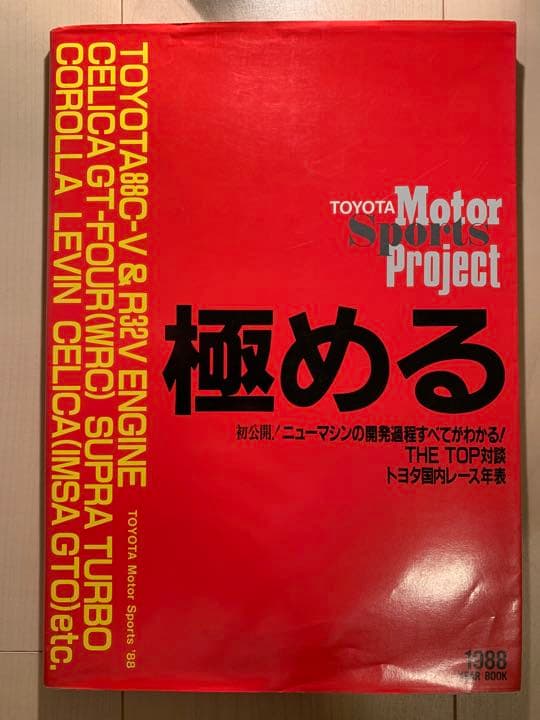 TOYOTA88C-V & R32V ENGINE
CELICA GT-FOUR(WRC) SUPRA TURBO
COROLLA LEVIN CELICA(IMSA GTO)etc.
TOYOTA Motor Sports '88
TOYOTA Motor
Sports
Project
極める
初公開!ニューマシンの開発過程すべてがわかる!
THE TOP対談
トヨタ国内レース年表
1988
YEAR BOOK